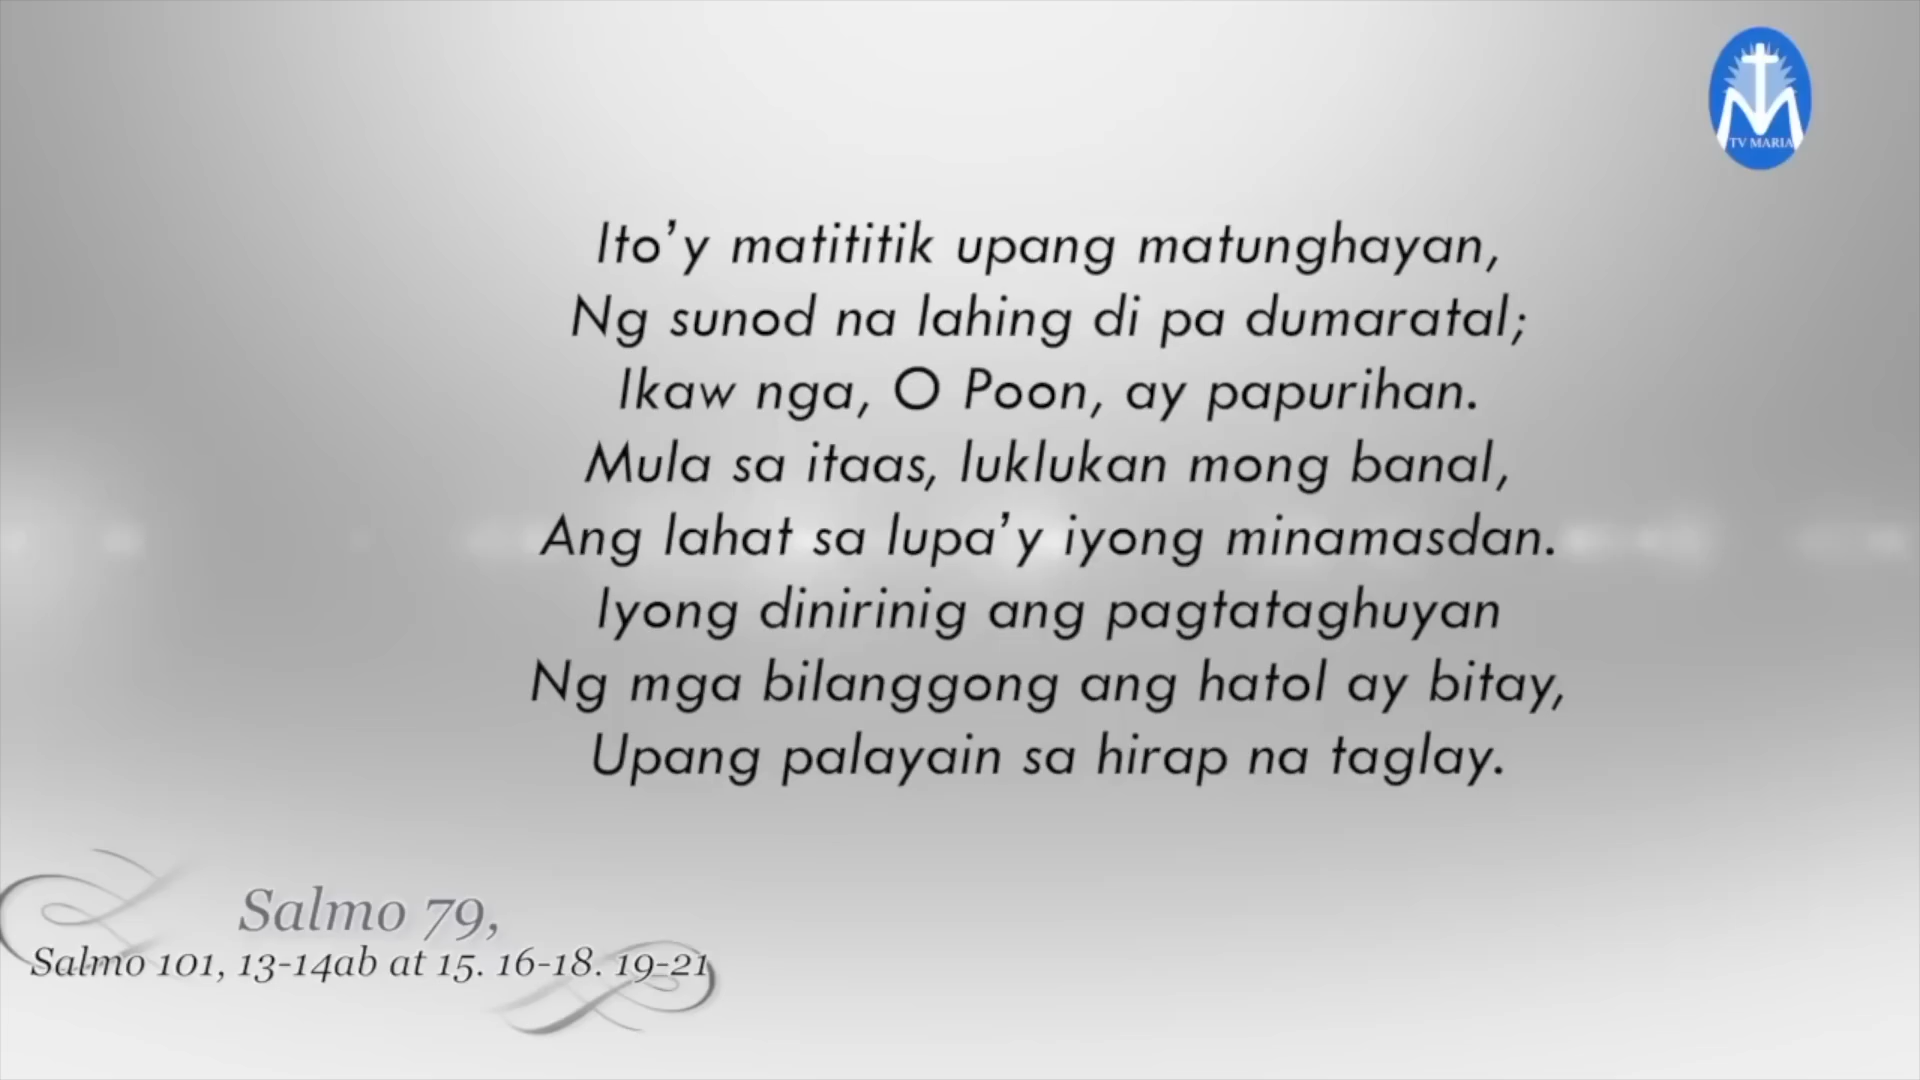 TV MARIA
Ito’y matititik upang matunghayan,
Ng sunod na lahing di pa dumaratal;
Ikaw nga, O Poon, ay papurihan.
Mula sa itaas, luklukan mong banal,
Ang lahat sa lupa’y iyong minamasdan.
Iyong dinirinig ang pagtataghuyan
Ng mga bilanggong ang hatol ay bitay,
Upang palayain sa hirap na taglay.
Salmo 79,
Salmo 101, 13-14ab at 15. 16-18. 19-21